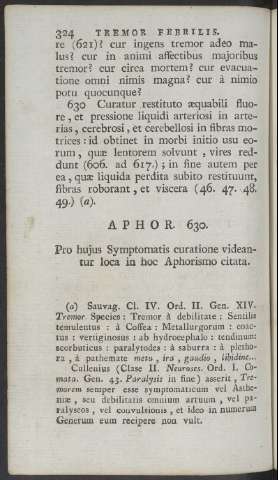 324 TREMOR FEBRILIS.
re (621)? cur ingens tremor adeo ma-
lus? cur in animi affectibus majoribus
tremor? cur circa mortem? cur evacua-
tione omni nimis magna? cur à nimio
potu quocunque?
630 Curatur restituto æquabili fluo-
re, et pressione liquidi arteriosi in arte-
rias, cerebrosi, et cerebellosi in fibras mo-
trices: id obtinet in morbi initio usu eo-
rum, quæ lentorem solvunt, vires red-
dunt (606. ad 617.); in fine autem per
ea, quæ liquida perdita subito restituunt,
fibras roborant, et viscera (46. 47. 48.
49.) (a).
APHOR. 630.
Pro hujus Symptomatis curatione videan-
tur loca in hoc Aphorismo citata.
(a) Sauvag. Cl. IV. Ord. II. Gen. XIV.
Tremor Species: Tremor à debilitate: Senilis
temulentus: à Coffea: Metallurgorum: coac-
tus: vertiginosus: ab hydrocephalo: tendinum:
scorbuticus: paralytodes: à saburra: à pletho-
ra, à pathemate metu, ira, gaudio, libidine...
Cullenius (Classe II. Neuroses. Ord. I. Co-
mata. Gen. 43. Paralysis in fine) asserit, Tre-
morem semper esse symptomaticum vel Asthe-
niæ, seu debilitatis omnium artuum, vel pa-
ralyseos, vel convulsionis, et ideo in numerum
Generum eum recipere non vult.